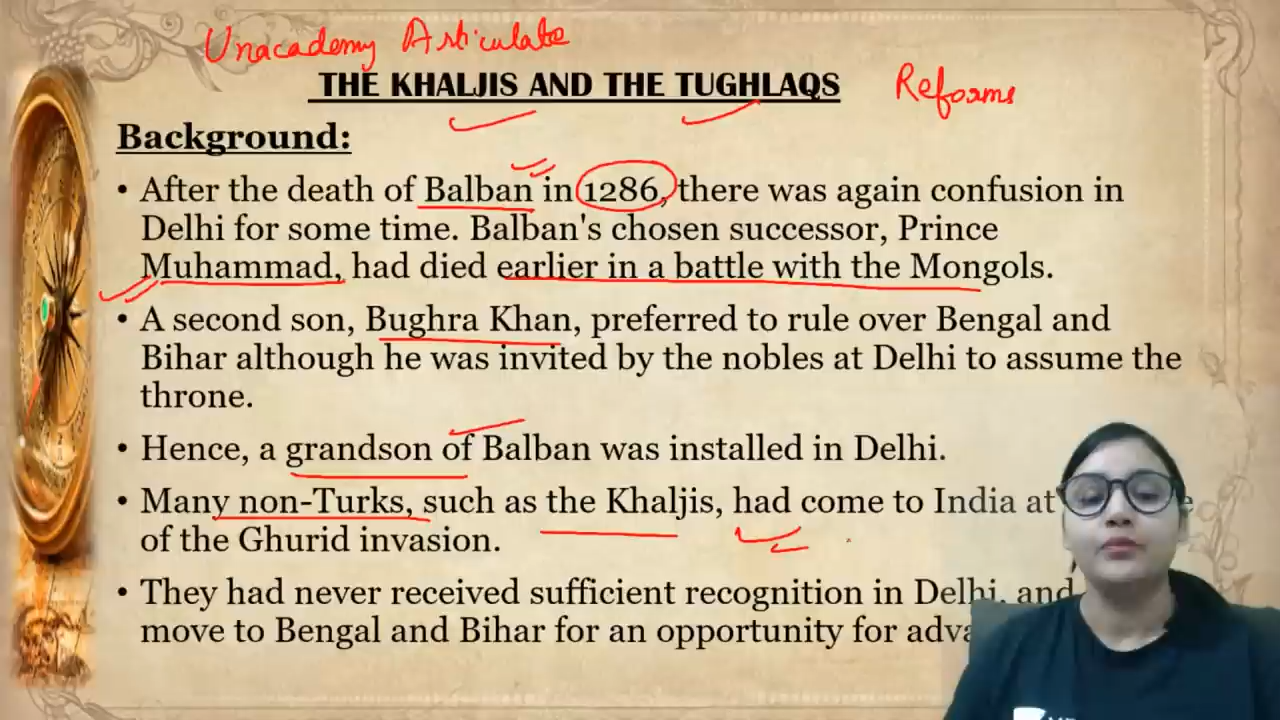 Unacademy Articulate
THE KHALJIS AND THE TUGHLAQS
Reforms
Background:
• After the death of Balban in 1286, there was again confusion in
Delhi for some time. Balban's chosen successor, Prince
Muhammad, had died earlier in a battle with the Mongols.
• A second son, Bughra Khan, preferred to rule over Bengal and
Bihar although he was invited by the nobles at Delhi to assume the
throne.
• Hence, a grandson of Balban was installed in Delhi.
• Many non-Turks, such as the Khaljis, had come to India at
of the Ghurid invasion.
• They had never received sufficient recognition in Delhi, and
move to Bengal and Bihar for an opportunity for